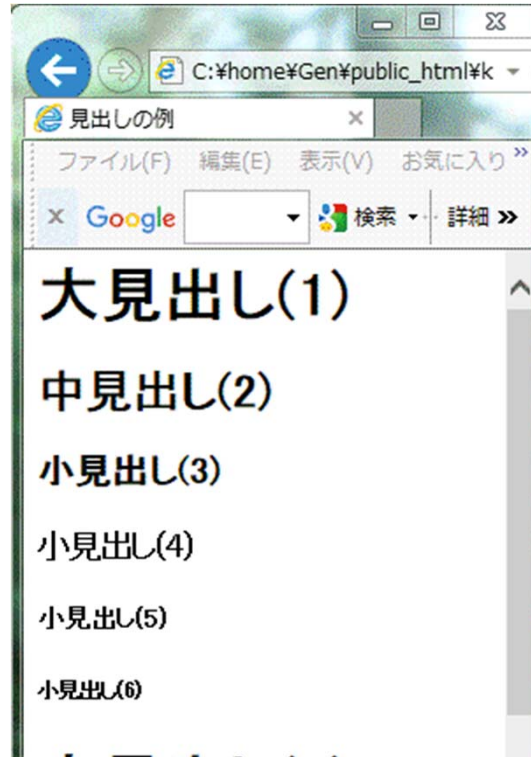 C:¥home¥Gen¥public_html¥k
見出しの例
ファイル(F) 編集(E) 表示(V) お気に入り »
x Google 検索 詳細 »
大見出し(1)
中見出し(2)
小見出し(3)
小見出し(4)
小見出し(5)
小見出し(6)